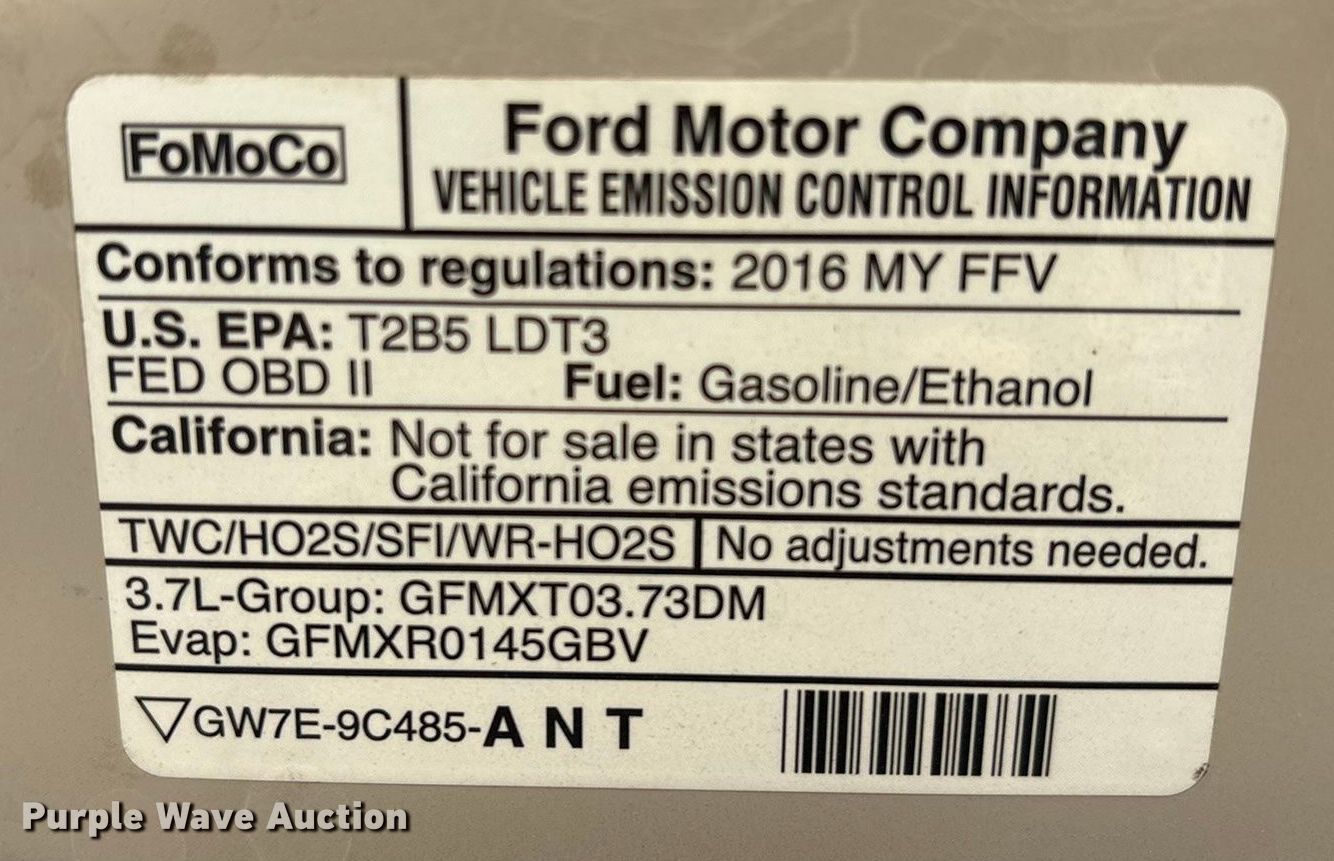 FoMoCo
Ford Motor Company
VEHICLE EMISSION CONTROL INFORMATION
Conforms to regulations: 2016 MY FFV
U.S. EPA: T2B5 LDT3
FED OBD II Fuel: Gasoline/Ethanol
California: Not for sale in states with
California emissions standards.
TWC/HO2S/SFI/WR-HO2S No adjustments needed.
3.7L-Group: GFMXT03.73DM
Evap: GFMXR0145GBV
▽GW7E-9C485-A N T
Purple Wave Auction